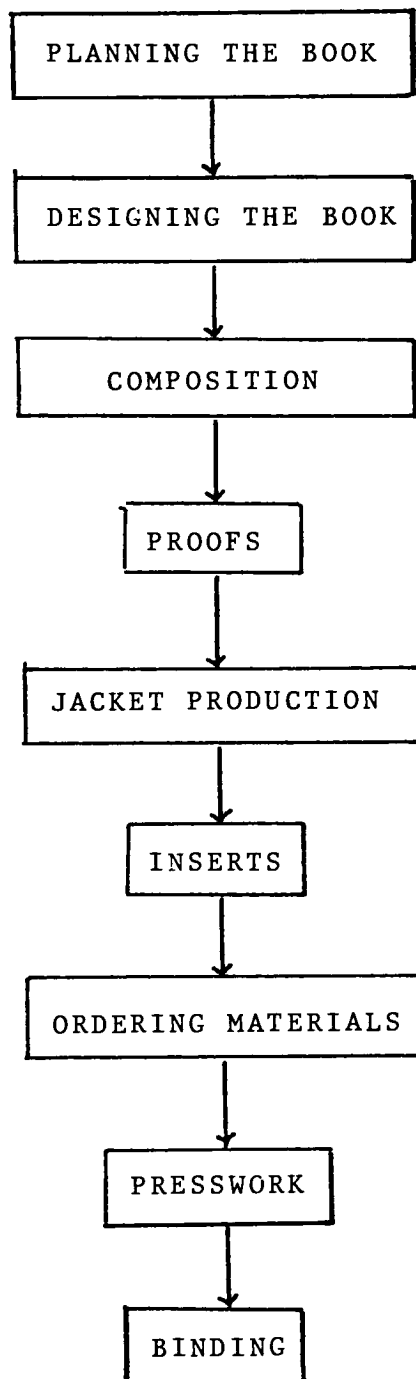 PLANNING THE BOOK
DESIGNING THE BOOK
COMPOSITION
PROOFS
JACKET PRODUCTION
INSERTS
ORDERING MATERIALS
PRESSWORK
BINDING